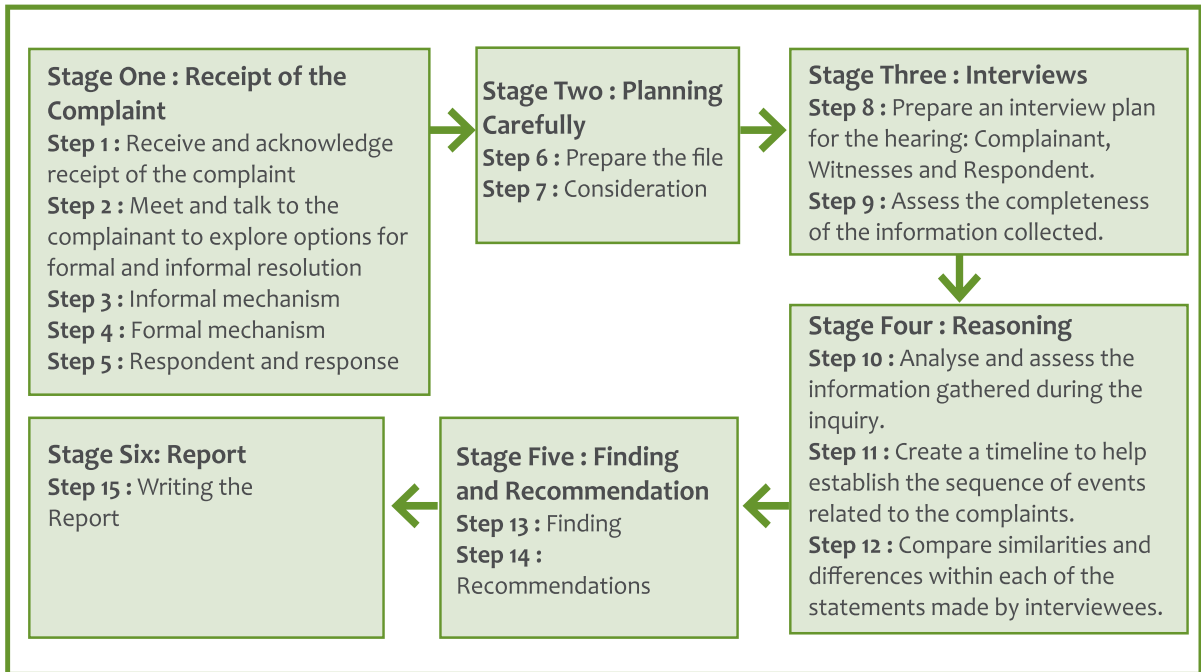 Stage One : Receipt of the
Complaint
Step 1 : Receive and acknowledge
receipt of the complaint
Step 2 : Meet and talk to the
complainant to explore options for
formal and informal resolution
Step 3 : Informal mechanism
Step 4 : Formal mechanism
Step 5 : Respondent and response
Stage Two : Planning
Carefully
Step 6 : Prepare the file
Step 7 : Consideration
Stage Three : Interviews
Step 8 : Prepare an interview plan
for the hearing: Complainant,
Witnesses and Respondent.
Step 9 : Assess the completeness
of the information collected.
Stage Four : Reasoning
Step 10 : Analyse and assess the
information gathered during the
inquiry.
Step 11 : Create a timeline to help
establish the sequence of events
related to the complaints.
Step 12 : Compare similarities and
differences within each of the
statements made by interviewees.
Stage Five : Finding
and Recommendation
Step 13 : Finding
Step 14 :
Recommendations
Stage Six: Report
Step 15 : Writing the
Report